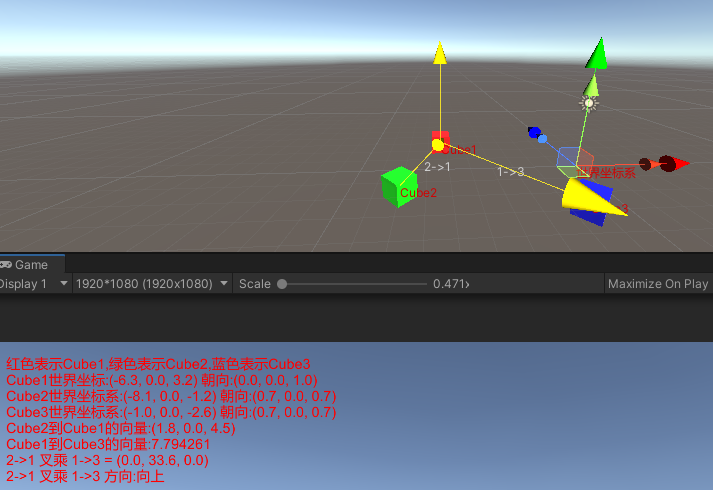 Cube1
2->1
1->3
世界坐标系
Cube2
3
Game
Display 1
1920*1080 (1920x1080)
Scale
0.471›
Maximize On Play
红色表示Cube1,绿色表示Cube2,蓝色表示Cube3
Cube1世界坐标:(-6.3, 0.0, 3.2) 朝向:(0.0, 0.0, 1.0)
Cube2世界坐标系:(-8.1, 0.0, -1.2) 朝向:(0.7, 0.0, 0.7)
Cube3世界坐标系:(-1.0, 0.0, -2.6) 朝向:(0.7, 0.0, 0.7)
Cube2到Cube1的向量:(1.8, 0.0, 4.5)
Cube1到Cube3的向量:7.794261
2->1 叉乘 1->3 = (0.0, 33.6, 0.0)
2->1 叉乘 1->3 方向:向上